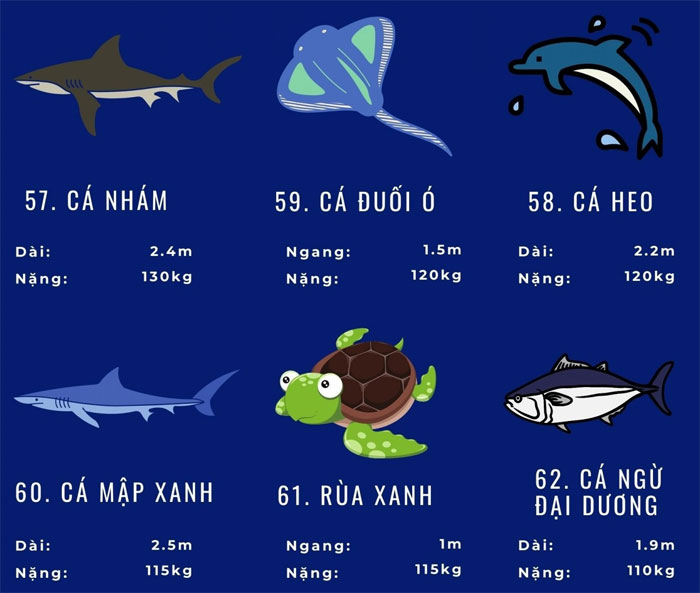 57. CÁ NHÁM
Dài: 2.4m
Nặng: 130kg
59. CÁ ĐUỐI Ó
Ngang: 1.5m
Nặng: 120kg
58. CÁ HEO
Dài: 2.2m
Nặng: 120kg
60. CÁ MẬP XANH
Dài: 2.5m
Nặng: 115kg
61. RÙA XANH
Ngang: 1m
Nặng: 115kg
62. CÁ NGỪ
ĐẠI DƯƠNG
Dài: 1.9m
Nặng: 110kg